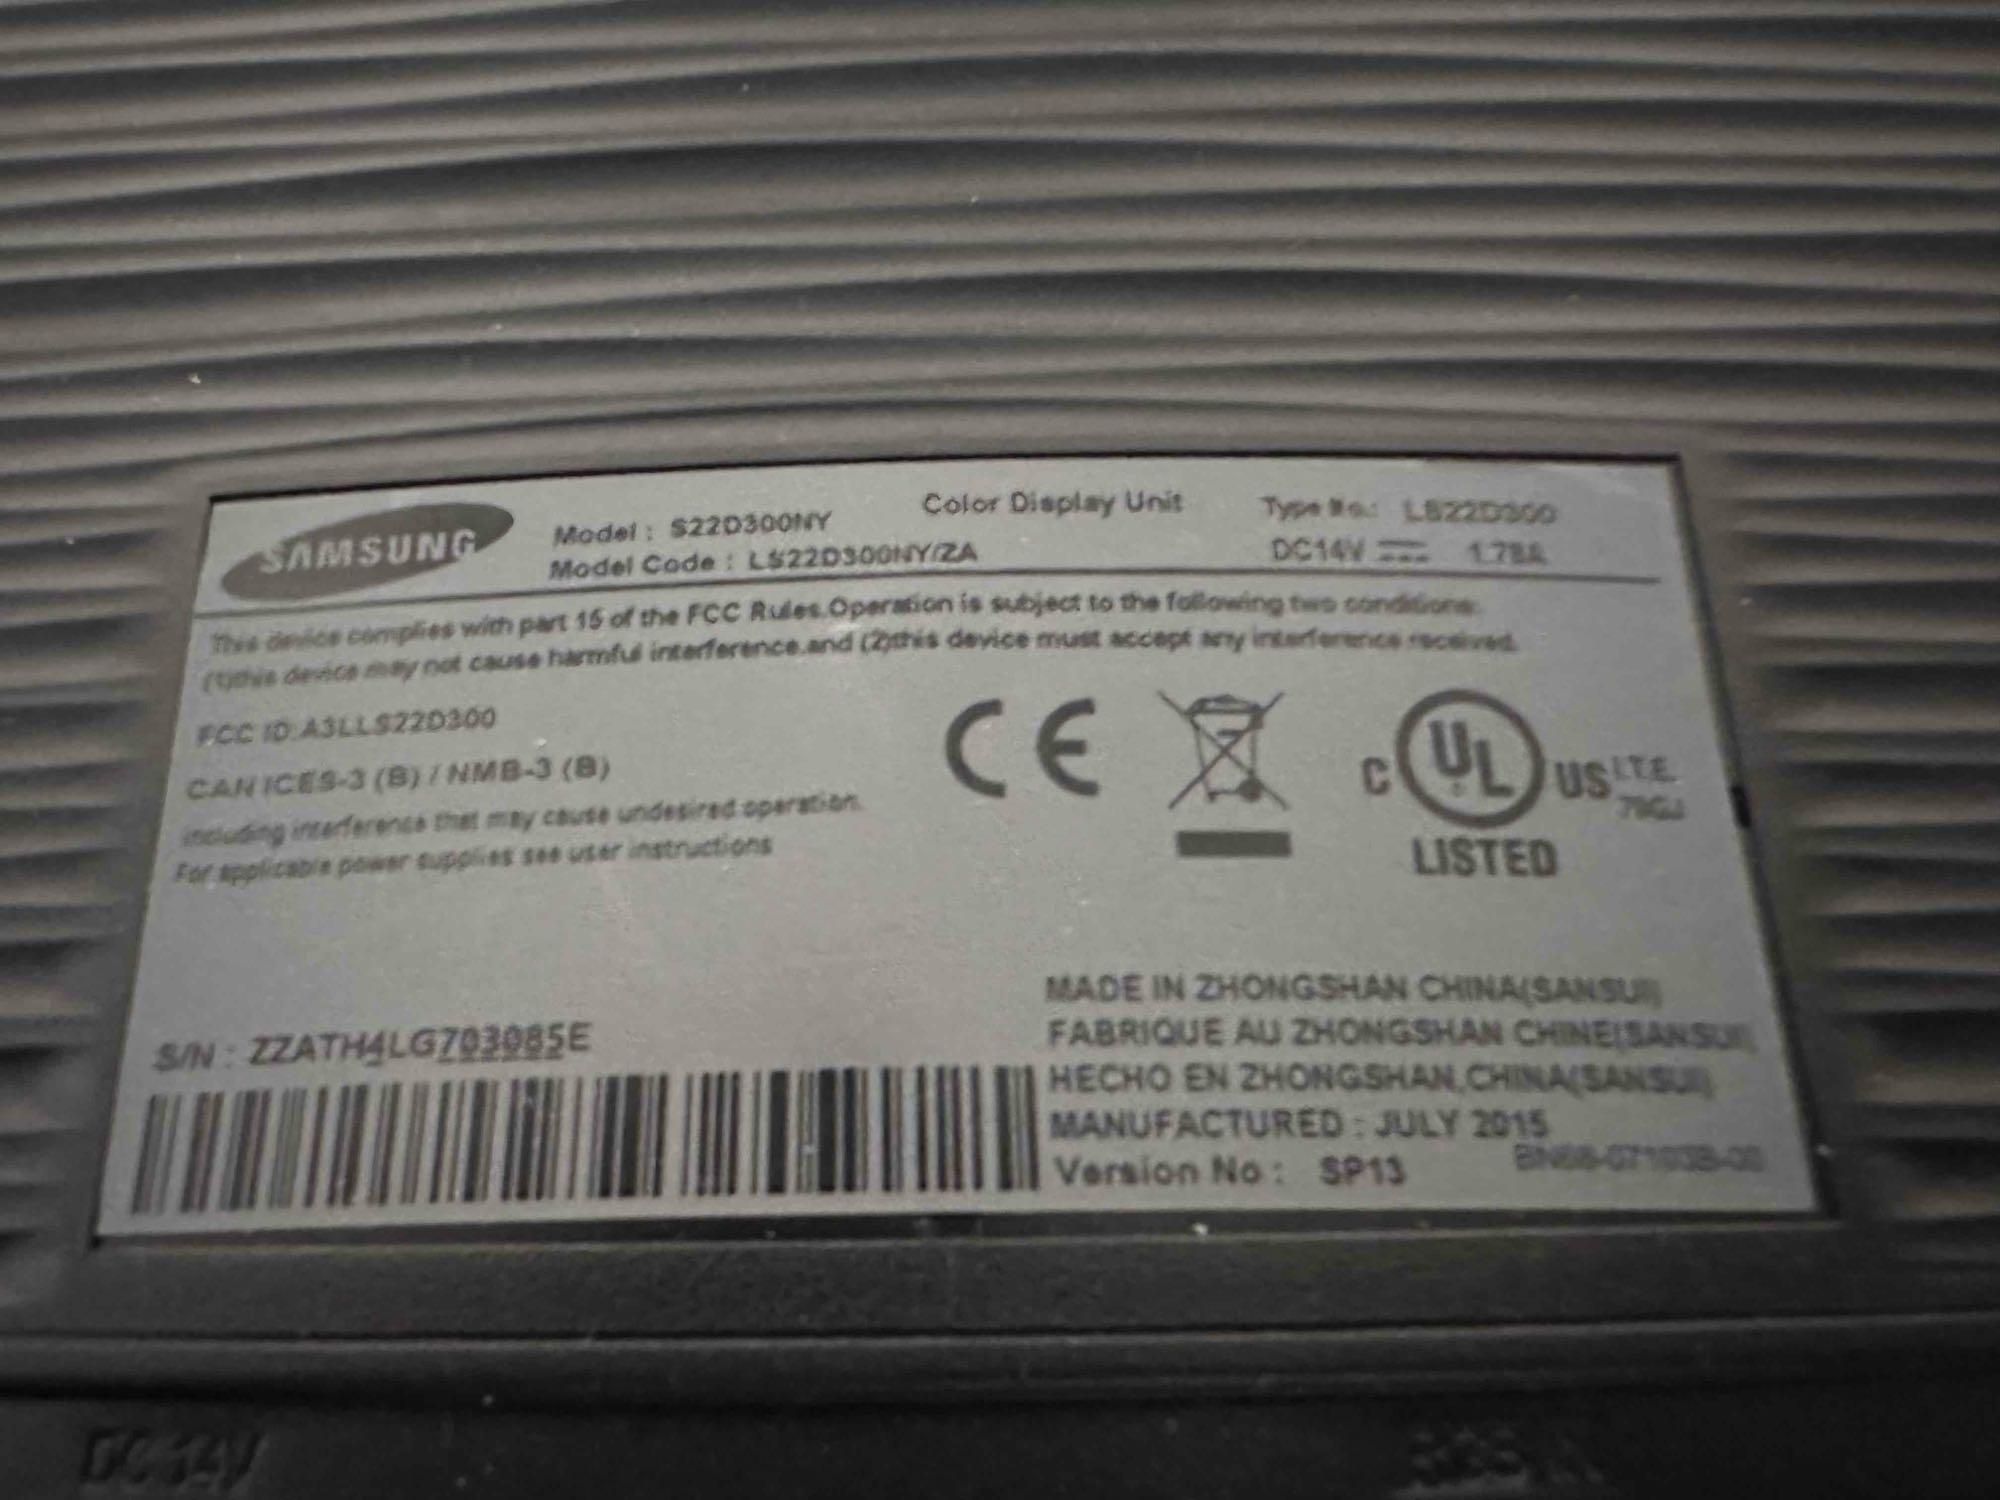 SAMSUNG
Model : S22D300NY
Model Code : LS22D300NY/ZA
Color Display Unit
Type No.: LS22D300
DC14V 1.78A
This device complies with part 15 of the FCC Rules.Operation is subject to the following two conditions:
(1)this device may not cause harmful interference.and (2)this device must accept any interference received.
FCC ID:A3LLS22D300
CAN ICES-3 (B) / NMB-3 (B)
including interference that may cause undesired operation.
For applicable power supplies see user instructions
CE
C UL US I.T.E.
LISTED
S/N : ZZATH4LG703085E
MADE IN ZHONGSHAN CHINA(SANSUI)
FABRIQUE AU ZHONGSHAN CHINE(SANSUI)
HECHO EN ZHONGSHAN,CHINA(SANSUI)
MANUFACTURED : JULY 2015
Version No : SP13
DC 14V